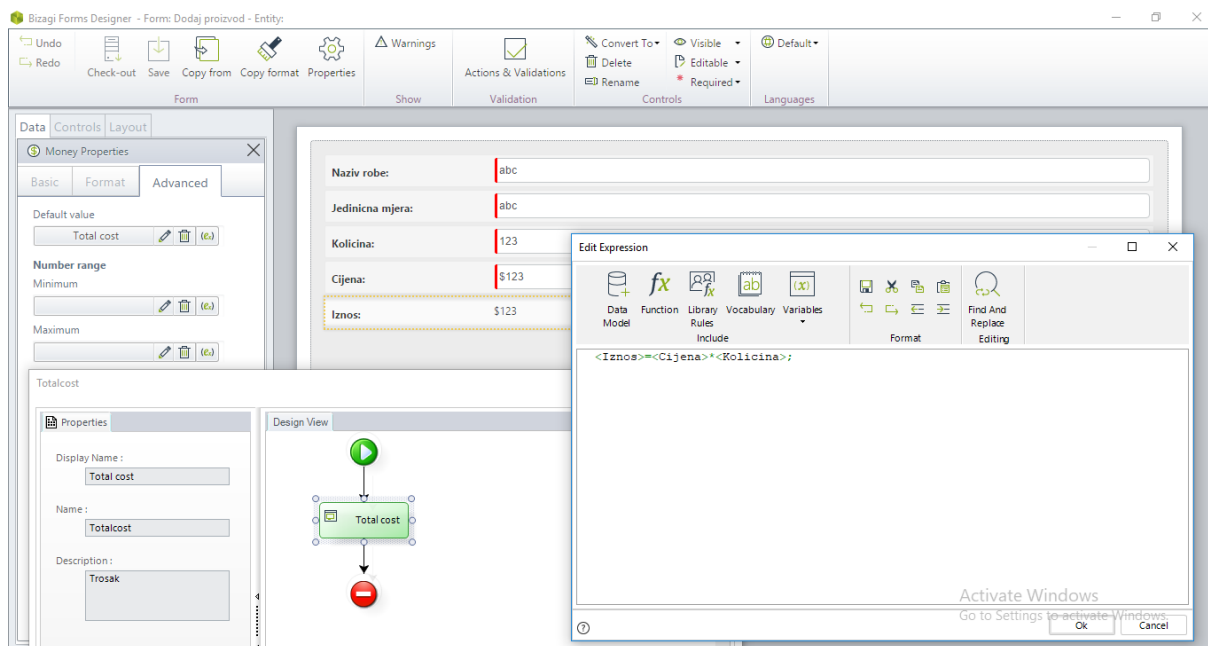 Bizagi Forms Designer - Form: Dodaj proizvod - Entity:
Undo
Redo
Check-out Save Copy from Copy format Properties
Form
Warnings
Show
Actions & Validations
Validation
Convert To
Delete
Rename
Visible
Editable
* Required
Controls
Default
Languages
Data Controls Layout
Money Properties
Basic Format Advanced
Default value
Total cost
Number range
Minimum
Maximum
Naziv robe: abc
Jedinicna mjera: abc
Kolicina: 123
Cijena: $123
Iznos: $123
Totalcost
Properties
Display Name :
Total cost
Name :
Totalcost
Description :
Trosak
Design View
Total cost
Edit Expression
Data Model
Function
Library Rules
Vocabulary
Variables
Include
Format
Find And Replace
Editing
<Iznos>=<Cijena>*<Kolicina>;
Activate Windows
Go to Settings to activate Windows.
Ok Cancel